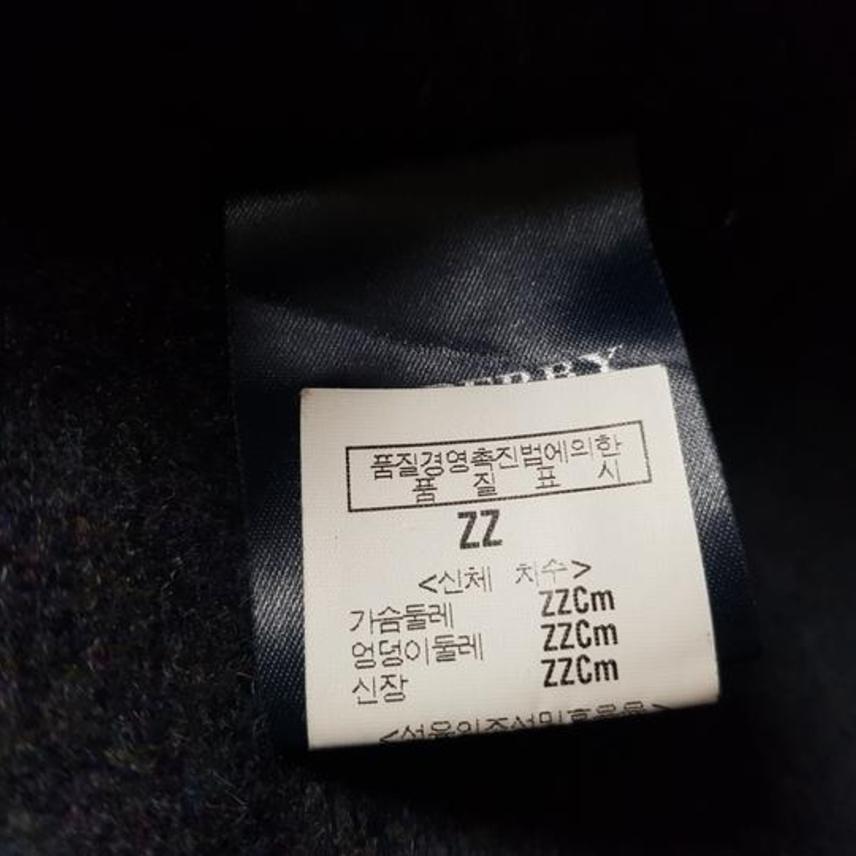 품질경영촉진법에의한
품 질 표 시
ZZ
<신체 치수>
가슴둘레 ZZCm
엉덩이둘레 ZZCm
신장 ZZCm